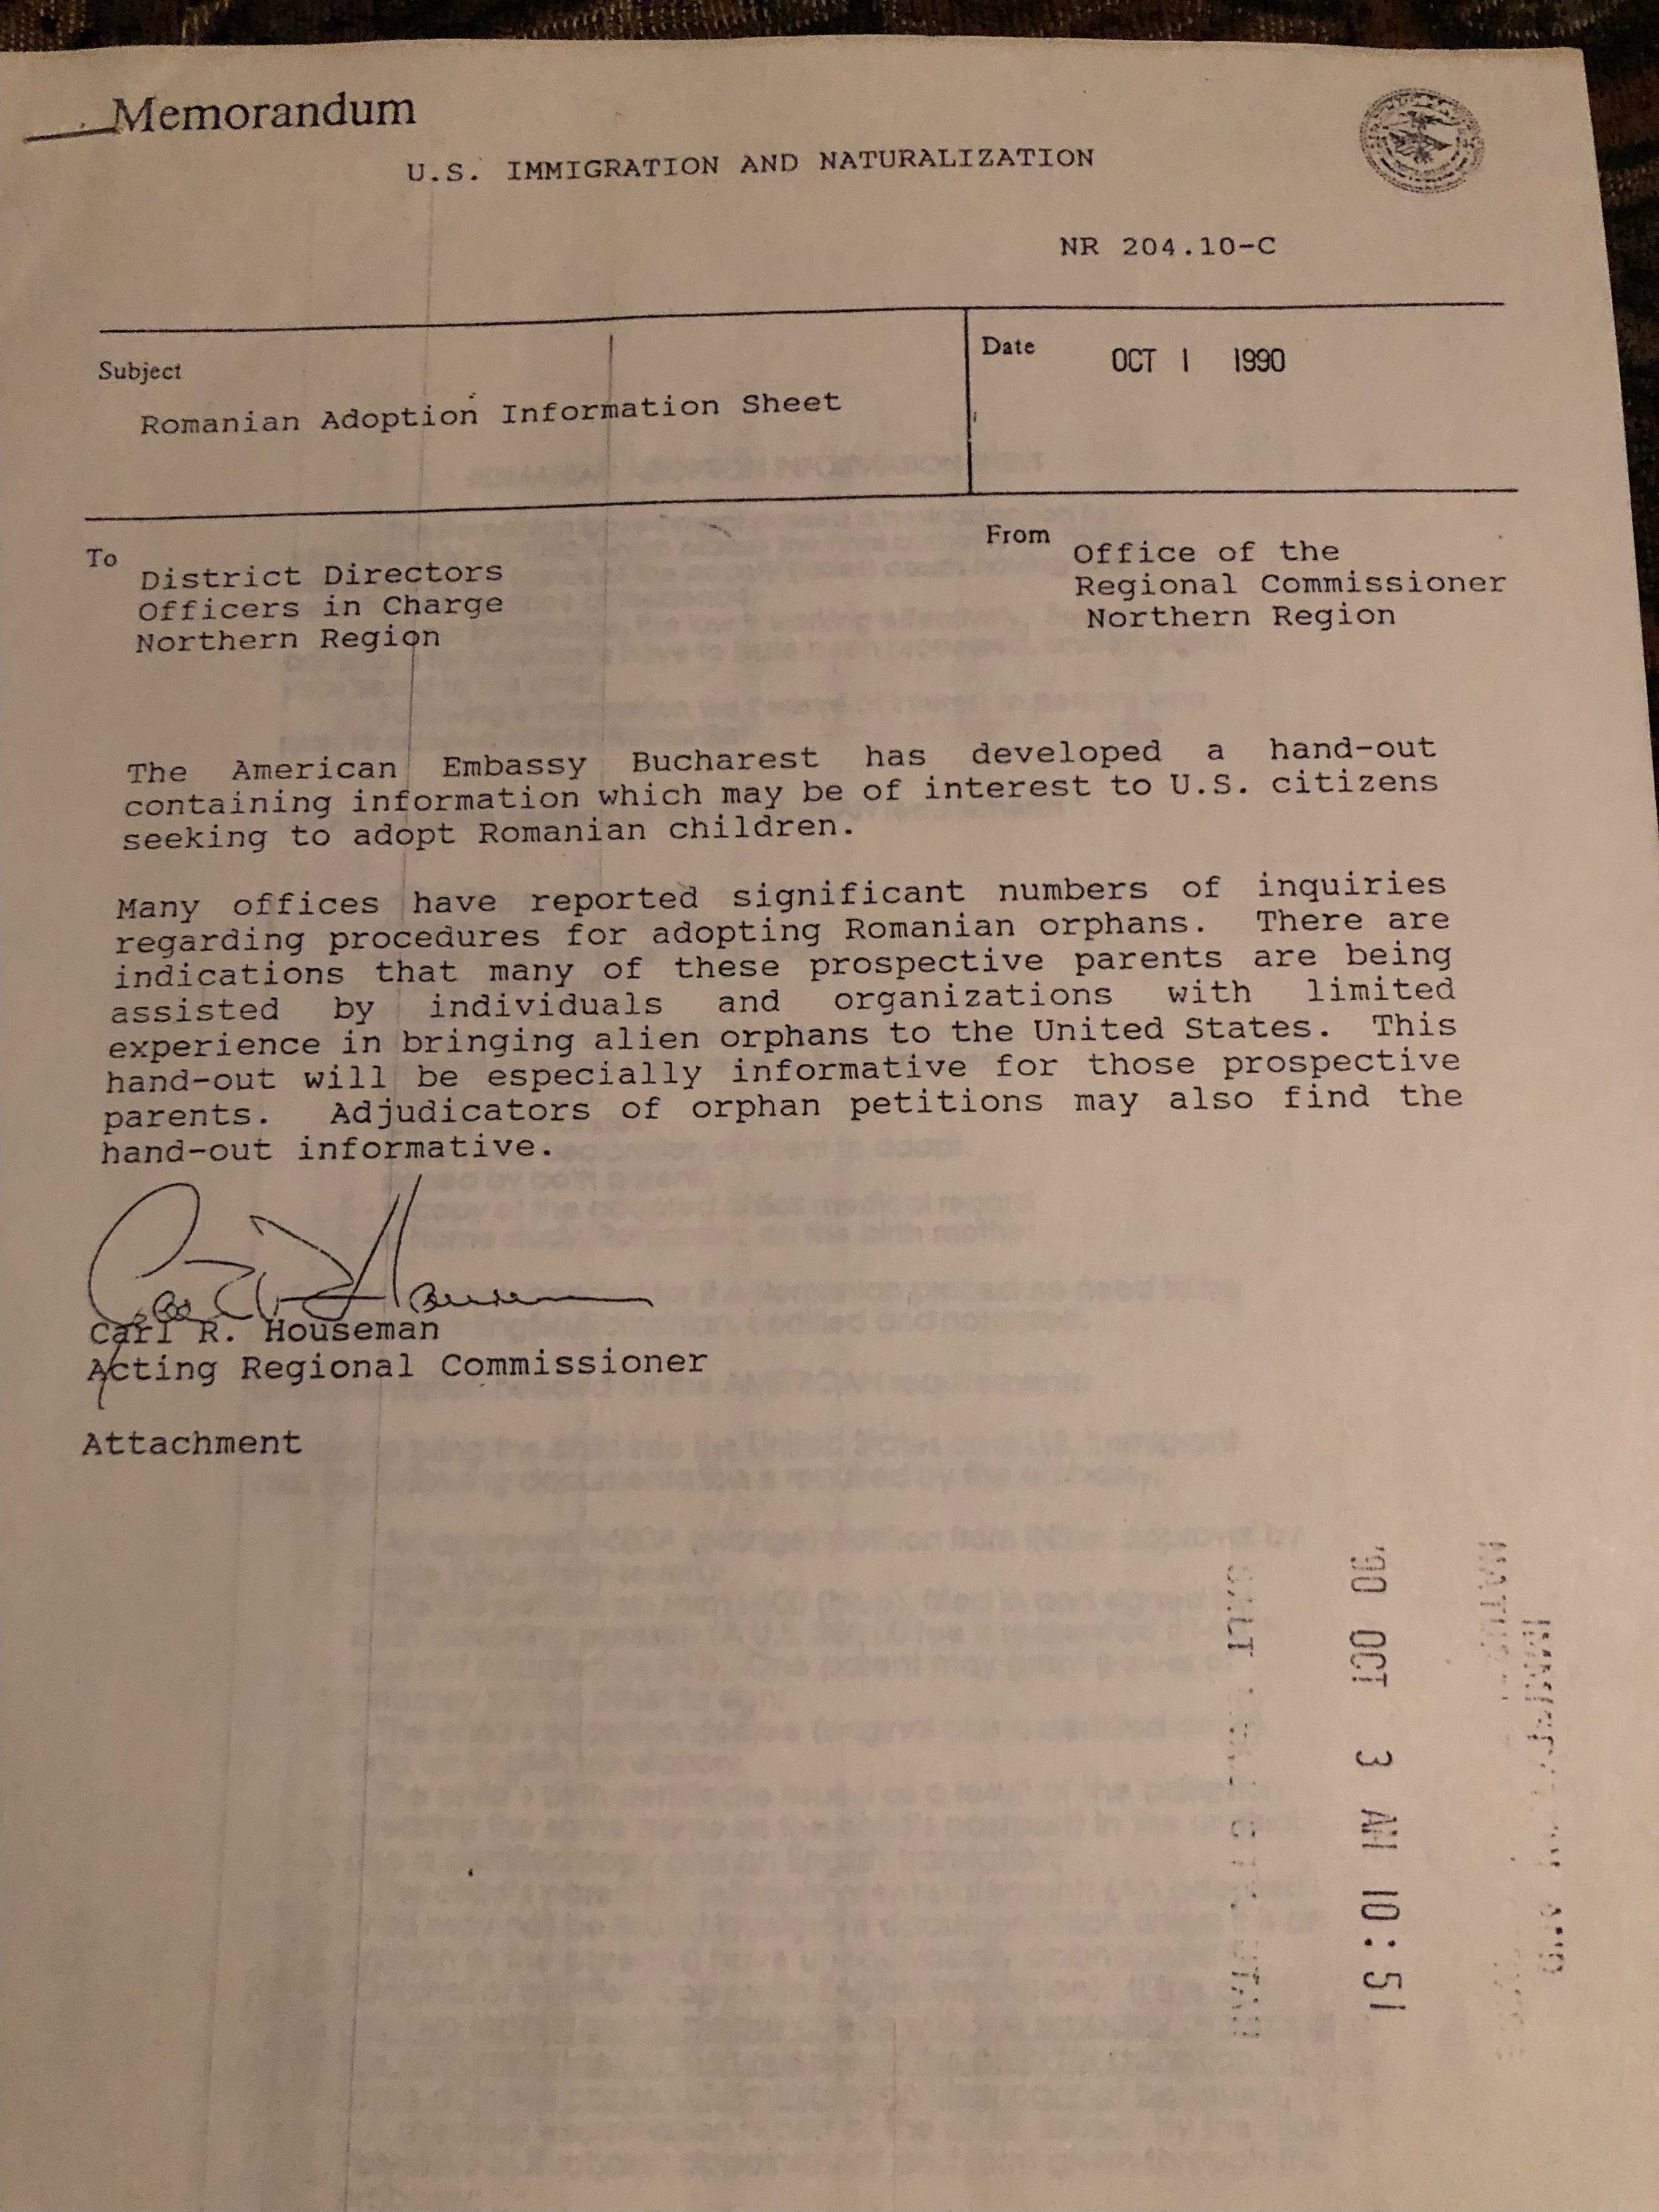 Memorandum
U.S. IMMIGRATION AND NATURALIZATION
NR 204.10-C
Subject
Romanian Adoption Information Sheet
Date
OCT 1 1990
To
District Directors
Officers in Charge
Northern Region
From
Office of the
Regional Commissioner
Northern Region
The American Embassy Bucharest has developed a hand-out
containing information which may be of interest to U.S. citizens
seeking to adopt Romanian children.
Many offices have reported significant numbers of inquiries
regarding procedures for adopting Romanian orphans. There are
indications that many of these prospective parents are being
assisted by individuals and organizations with limited
experience in bringing alien orphans to the United States. This
hand-out will be especially informative for those prospective
parents. Adjudicators of orphan petitions may also find the
hand-out informative.
Carl R. Houseman
Acting Regional Commissioner
Attachment
'90 OCT 3 AM 10:51